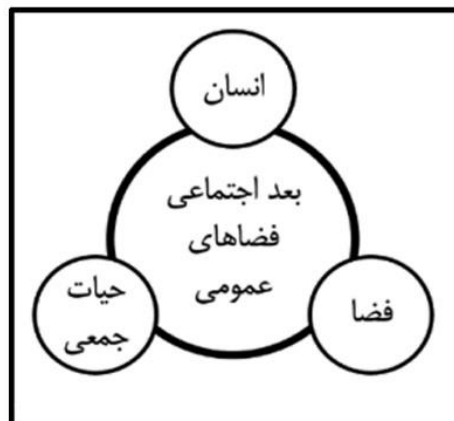 انسان
بعد اجتماعی
فضاهای
عمومی
فضا
حیات
جمعی